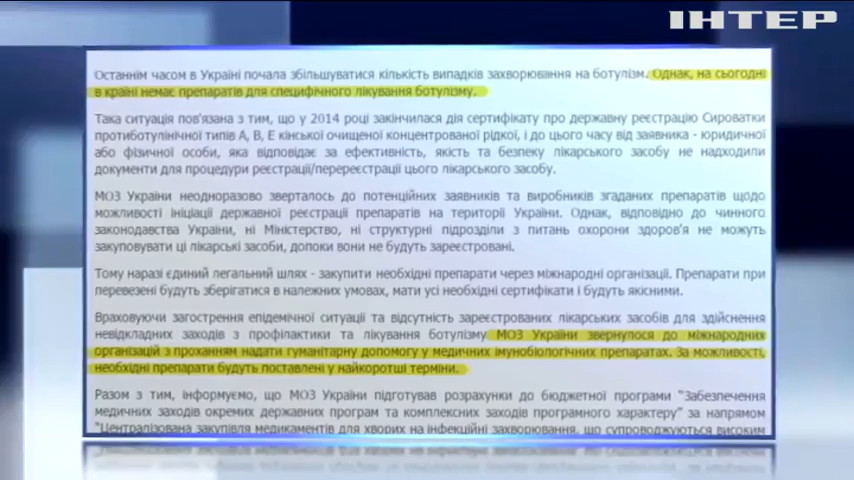 ІНТЕР
Останнім часом в Україні почала збільшуватися кількість випадків захворювання на ботулізм. Однак, на сьогодні
в країні немає препаратів для специфічного лікування ботулізму.
Така ситуація пов'язана з тим, що у 2014 році закінчилася дія сертифікату про державну реєстрацію Сироватки
протиботулінічної типів А, В, Е кінської очищеної концентрованої рідкої, і до цього часу від заявника - юридичної
або фізичної особи, яка відповідає за ефективність, якість та безпеку лікарського засобу не надходили
документи для процедури реєстрації/перереєстрації цього лікарського засобу.
МОЗ України неодноразово зверталось до потенційних заявників та виробників згаданих препаратів щодо
можливості ініціації державної реєстрації препаратів на території України. Однак, відповідно до чинного
законодавства України, ні Міністерство, ні структурні підрозділи з питань охорони здоров'я не можуть
закуповувати ці лікарські засоби, допоки вони не будуть зареєстровані.
Тому наразі єдиний легальний шлях - закупити необхідні препарати через міжнародні організації. Препарати при
перевезені будуть зберігатися в належних умовах, мати усі необхідні сертифікати і будуть якісними.
Враховуючи загострення епідемічної ситуації та відсутність зареєстрованих лікарських засобів для здійснення
невідкладних заходів з профілактики та лікування ботулізму МОЗ України звернулося до міжнародних
організацій з проханням надати гуманітарну допомогу у медичних імунобіологічних препаратах. За можливості,
необхідні препарати будуть поставлені у найкоротші терміни.
Разом з тим, інформуємо, що МОЗ України підготував розрахунки до бюджетної програми "Забезпечення
медичних заходів окремих державних програм та комплексних заходів програмного характеру" за напрямом
"Централізована закупівля медикаментів для хворих на інфекційні захворювання, що супроводжуються високим